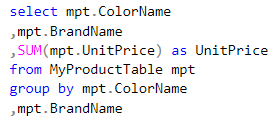 select mpt.ColorName
,mpt.BrandName
,SUM(mpt.UnitPrice) as UnitPrice
from MyProductTable mpt
group by mpt.ColorName
,mpt.BrandName